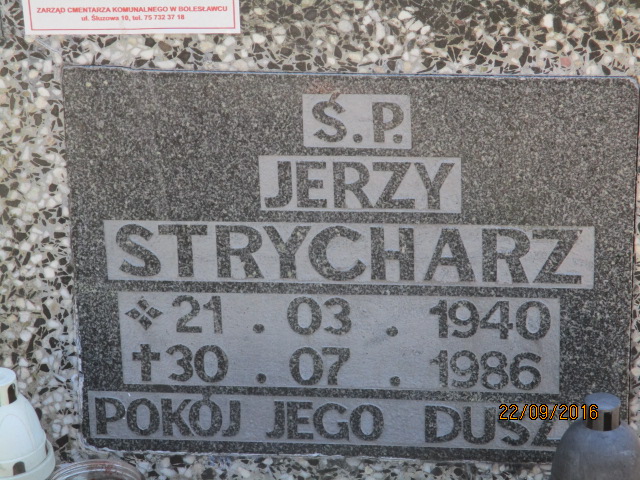 ZARZĄD CMENTARZA KOMUNALNEGO W BOLESŁAWCU
ul. Śluzowa 18, tel. 75 732 37 18
Ś.P.
JERZY
STRYCHARZ
21 . 03 . 1940
✝ 30 . 07 . 1986
POKÓJ JEGO DUSZ
22/09/2016